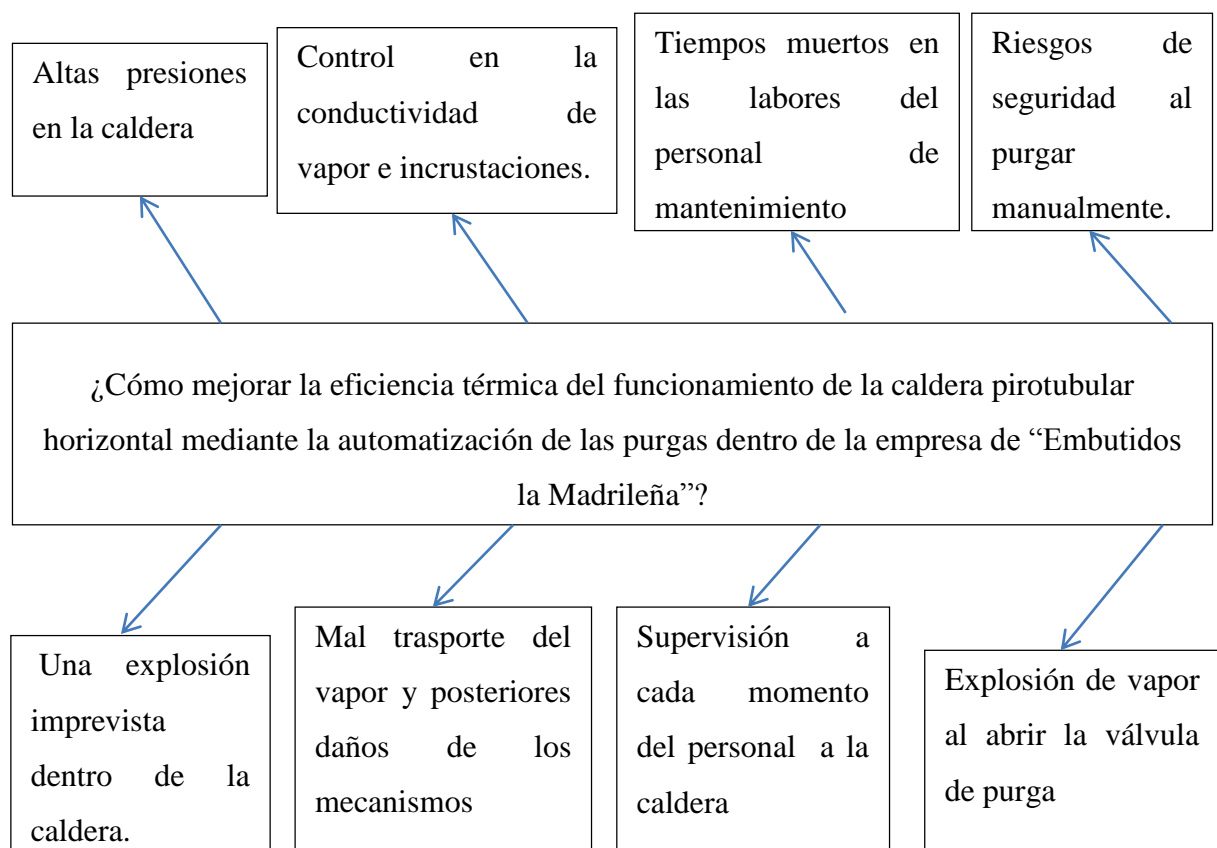 Altas presiones
en la caldera
Control en la
conductividad de
vapor e incrustaciones.
Tiempos muertos en
las labores del
personal de
mantenimiento
Riesgos de
seguridad al
purgar
manualmente.
¿Cómo mejorar la eficiencia térmica del funcionamiento de la caldera pirotubular
horizontal mediante la automatización de las purgas dentro de la empresa de “Embutidos
la Madrileña”?
Una explosión
imprevista
dentro de la
caldera.
Mal trasporte del
vapor y posteriores
daños de los
mecanismos
Supervisión a
cada momento
del personal a la
caldera
Explosión de vapor
al abrir la válvula
de purga